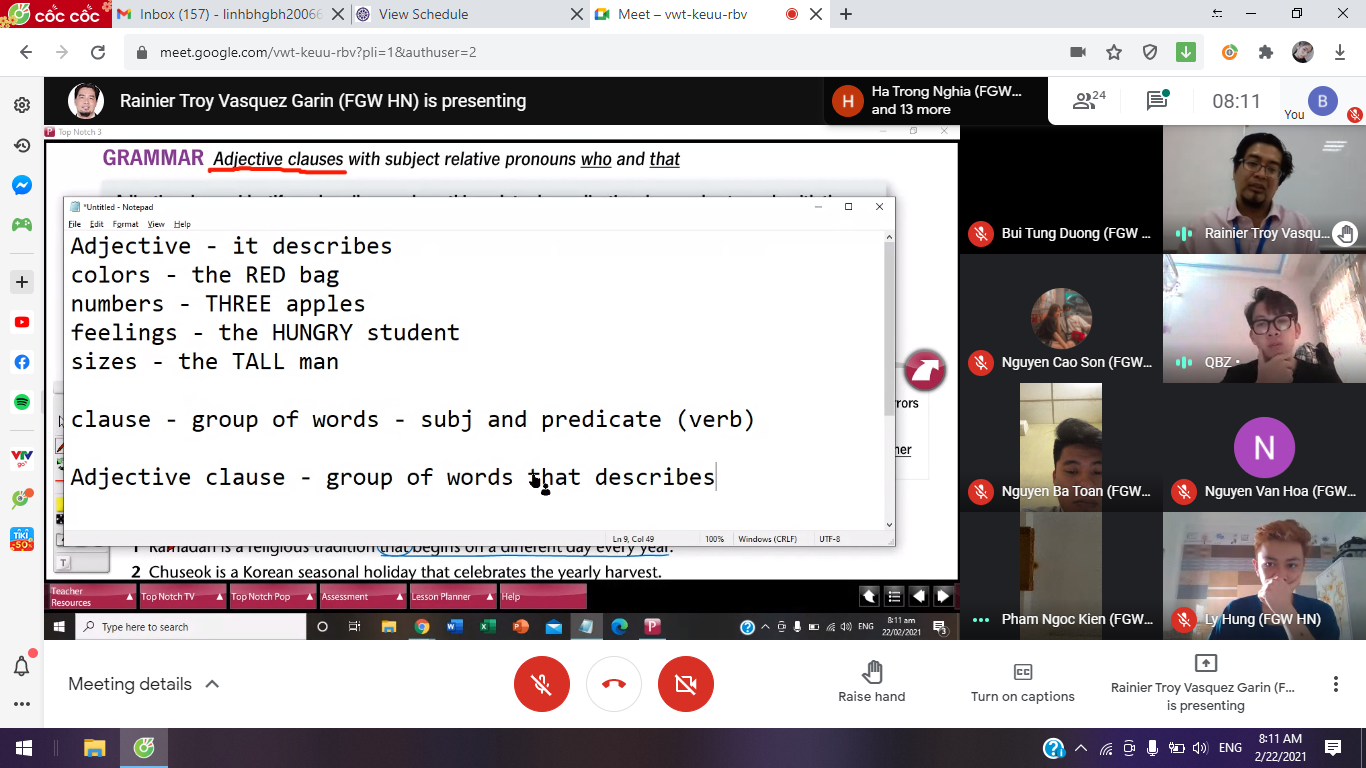 cốc cốc
Inbox (157) - linhbhgbh20066
View Schedule
Meet – vwt-keuu-rbv
meet.google.com/vwt-keuu-rbv?pli=1&authuser=2
Rainier Troy Vasquez Garin (FGW HN) is presenting
H
Ha Trong Nghia (FGW...
and 13 more
24
08:11
You
B
Top Notch 3
GRAMMAR Adjective clauses with subject relative pronouns who and that
*Untitled - Notepad
File Edit Format View Help
Adjective - it describes
colors - the RED bag
numbers - THREE apples
feelings - the HUNGRY student
sizes - the TALL man
clause - group of words - subj and predicate (verb)
Adjective clause - group of words that describes
Ln 9, Col 49 100% Windows (CRLF) UTF-8
1 Ramadan is a religious tradition that begins on a different day every year.
2 Chuseok is a Korean seasonal holiday that celebrates the yearly harvest.
Teacher Resources
Top Notch TV
Top Notch Pop
Assessment
Lesson Planner
Help
Type here to search
ENG
8:11 am
22/02/2021
3
Bui Tung Duong (FGW ...
Rainier Troy Vasqu...
Nguyen Cao Son (FGW...
QBZ •
Nguyen Ba Toan (FGW...
N
Nguyen Van Hoa (FGW...
Pham Ngoc Kien (FGW...
Ly Hung (FGW HN)
VTV
go
TIKI
-50%
Meeting details
Raise hand
Turn on captions
Rainier Troy Vasquez Garin (F...
is presenting
ENG
8:11 AM
2/22/2021